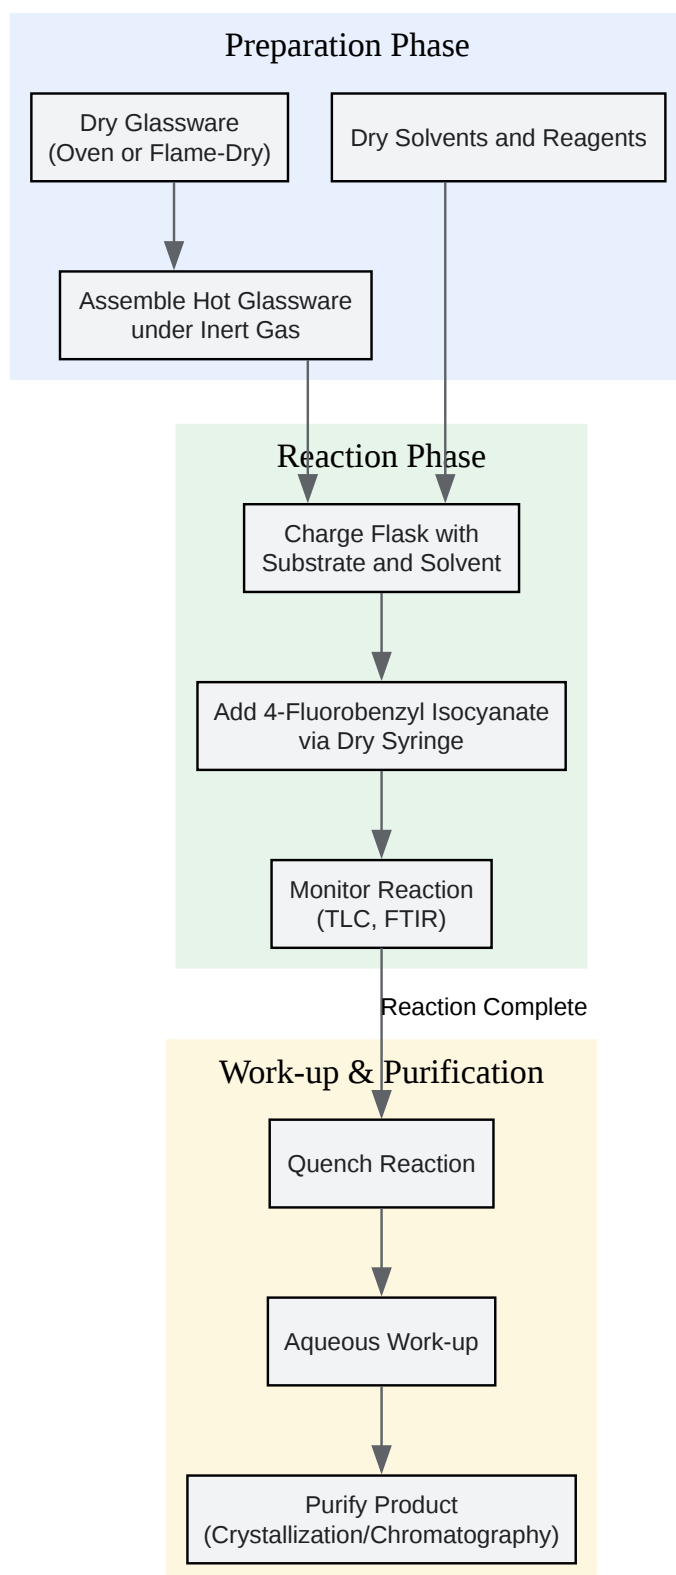 Preparation Phase
Dry Glassware
(Oven or Flame-Dry)
Dry Solvents and Reagents
Assemble Hot Glassware
under Inert Gas
Reaction Phase
Charge Flask with
Substrate and Solvent
Add 4-Fluorobenzyl Isocyanate
via Dry Syringe
Monitor Reaction
(TLC, FTIR)
Reaction Complete
Work-up & Purification
Quench Reaction
Aqueous Work-up
Purify Product
(Crystallization/Chromatography)